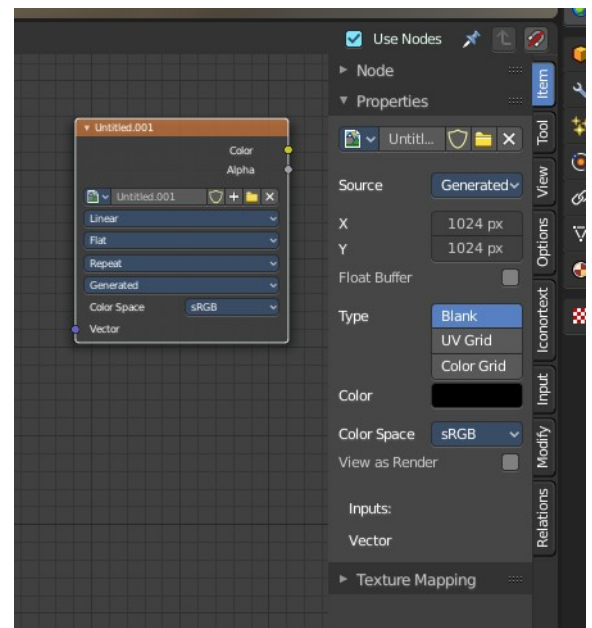 Use Nodes
Node
Properties
Untitl...
Source Generated
X 1024 px
Y 1024 px
Float Buffer
Type Blank
UV Grid
Color Grid
Color
Color Space sRGB
View as Render
Inputs:
Vector
Texture Mapping
Item
Tool
View
Options
Iconortext
Input
Modify
Relations
Untitled.001
Color
Alpha
Untitled.001
Linear
Flat
Repeat
Generated
Color Space sRGB
Vector